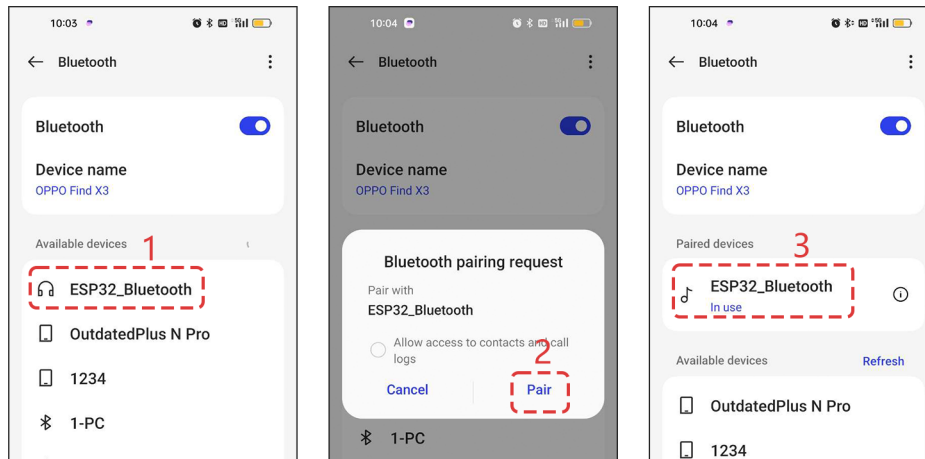 10:03
Bluetooth
Bluetooth
Device name
OPPO Find X3
Available devices
1
ESP32_Bluetooth
OutdatedPlus N Pro
1234
1-PC
10:04
Bluetooth
Bluetooth
Device name
OPPO Find X3
Bluetooth pairing request
Pair with
ESP32_Bluetooth
Allow access to contacts and call
logs
2
Cancel
Pair
1-PC
10:04
Bluetooth
Bluetooth
Device name
OPPO Find X3
Paired devices
3
ESP32_Bluetooth
In use
Available devices
Refresh
OutdatedPlus N Pro
1234